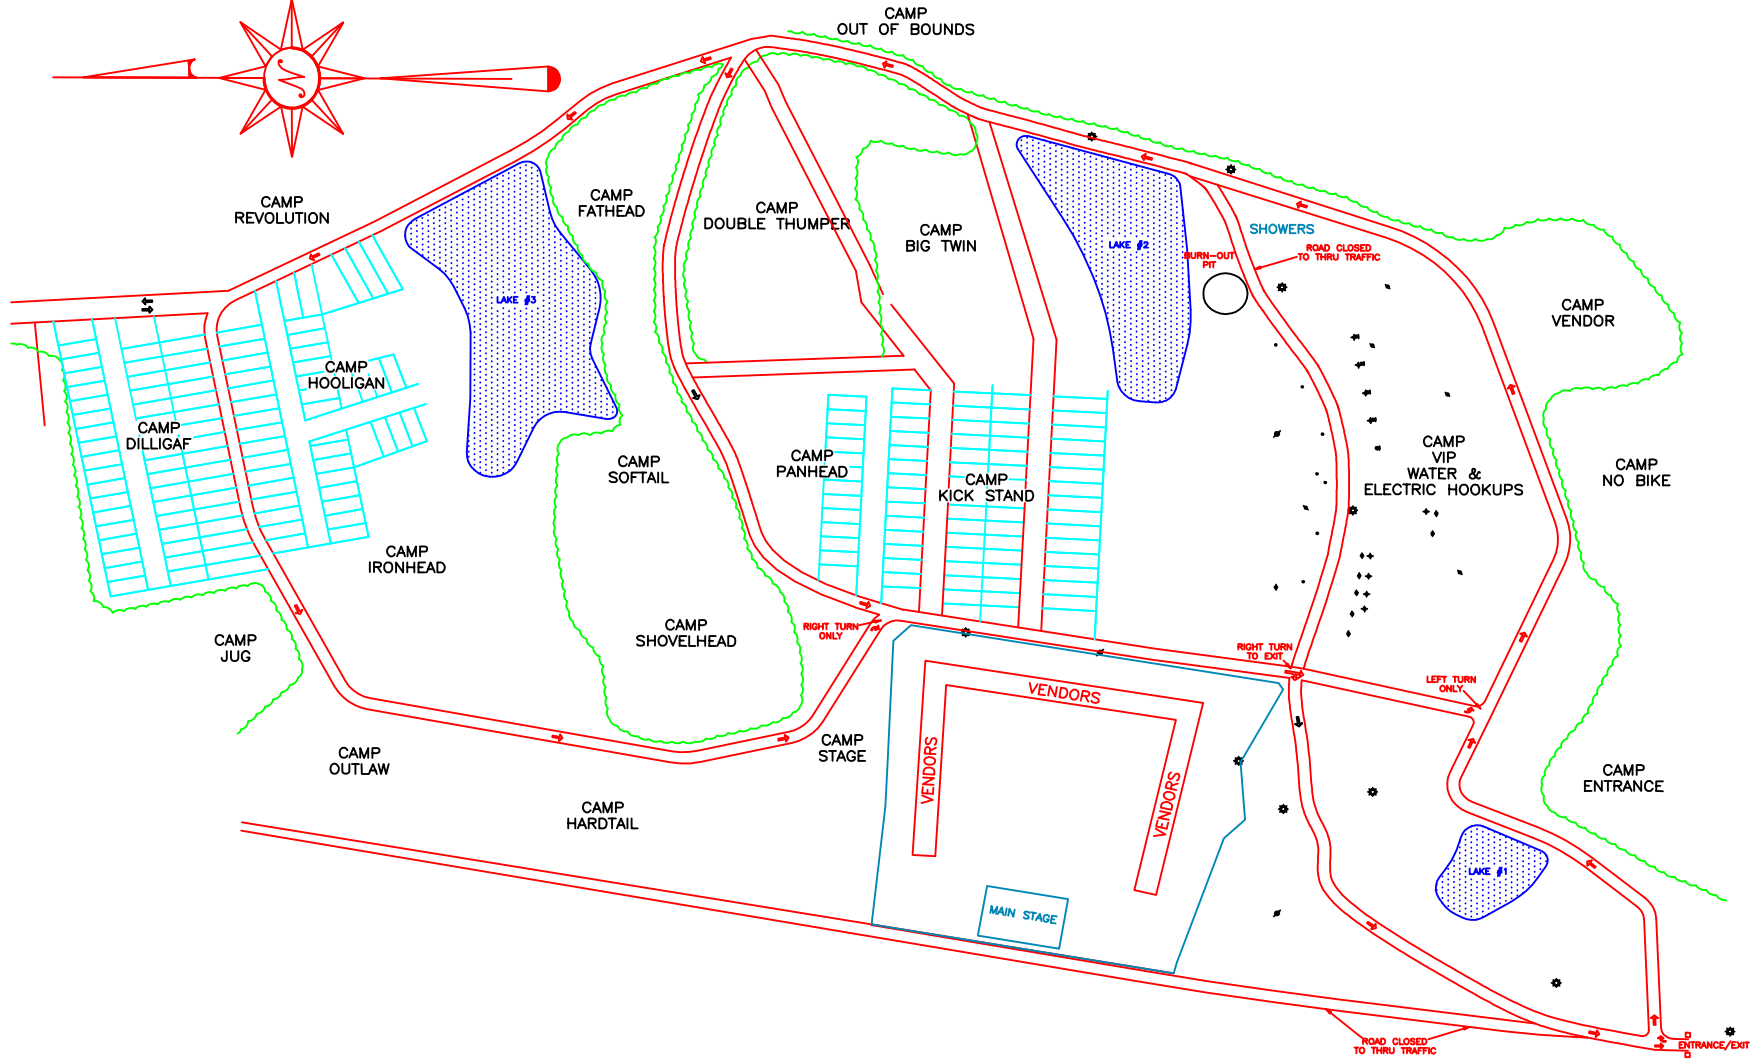 CAMP
OUT OF BOUNDS
N
CAMP
REVOLUTION
CAMP
FATHEAD
CAMP
DOUBLE THUMPER
CAMP
BIG TWIN
LAKE #2
SHOWERS
BURN-OUT
PIT
ROAD CLOSED
TO THRU TRAFFIC
LAKE #3
CAMP
VENDOR
CAMP
HOOLIGAN
CAMP
DILLIGAF
CAMP
SOFTAIL
CAMP
PANHEAD
CAMP
KICK STAND
CAMP
VIP
WATER &
ELECTRIC HOOKUPS
CAMP
NO BIKE
CAMP
IRONHEAD
CAMP
JUG
CAMP
SHOVELHEAD
RIGHT TURN
ONLY
RIGHT TURN
TO EXIT
LEFT TURN
ONLY
VENDORS
VENDORS
VENDORS
CAMP
STAGE
CAMP
OUTLAW
CAMP
HARDTAIL
CAMP
ENTRANCE
LAKE #1
MAIN STAGE
ROAD CLOSED
TO THRU TRAFFIC
ENTRANCE/EXIT